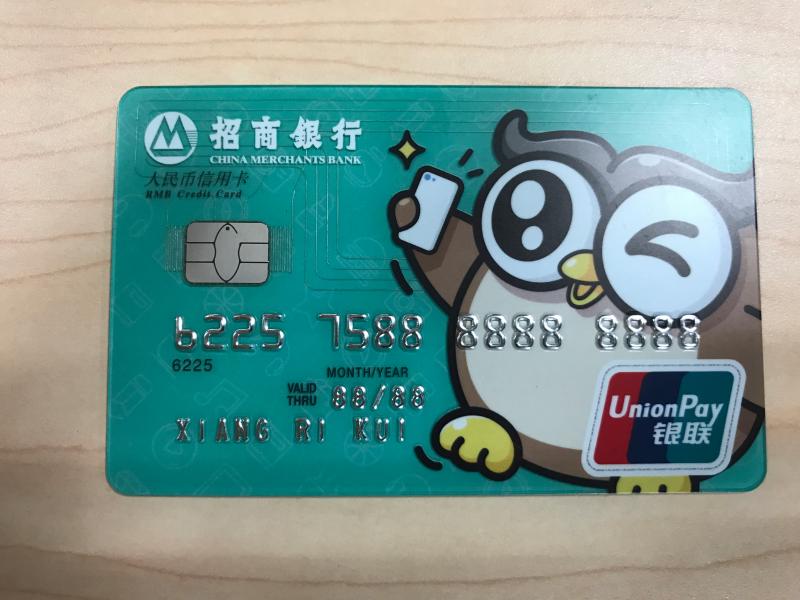 招商銀行
CHINA MERCHANTS BANK
人民币信用卡
RMB Credit Card
6225 7588 8888 8888
6225
MONTH/YEAR
VALID THRU 88/88
XIANG RI KUI
UnionPay
银联